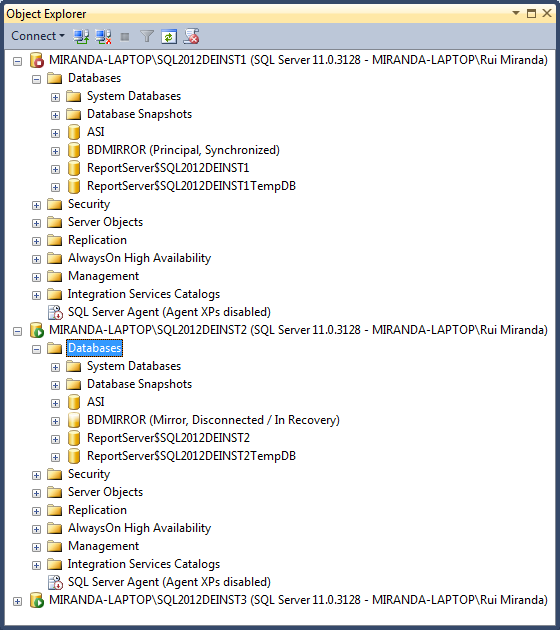 Object Explorer
Connect
MIRANDA-LAPTOP\SQL2012DEINST1 (SQL Server 11.0.3128 - MIRANDA-LAPTOP\Rui Miranda)
Databases
System Databases
Database Snapshots
ASI
BDMIRROR (Principal, Synchronized)
ReportServer$SQL2012DEINST1
ReportServer$SQL2012DEINST1TempDB
Security
Server Objects
Replication
AlwaysOn High Availability
Management
Integration Services Catalogs
SQL Server Agent (Agent XPs disabled)
MIRANDA-LAPTOP\SQL2012DEINST2 (SQL Server 11.0.3128 - MIRANDA-LAPTOP\Rui Miranda)
Databases
System Databases
Database Snapshots
ASI
BDMIRROR (Mirror, Disconnected / In Recovery)
ReportServer$SQL2012DEINST2
ReportServer$SQL2012DEINST2TempDB
Security
Server Objects
Replication
AlwaysOn High Availability
Management
Integration Services Catalogs
SQL Server Agent (Agent XPs disabled)
MIRANDA-LAPTOP\SQL2012DEINST3 (SQL Server 11.0.3128 - MIRANDA-LAPTOP\Rui Miranda)